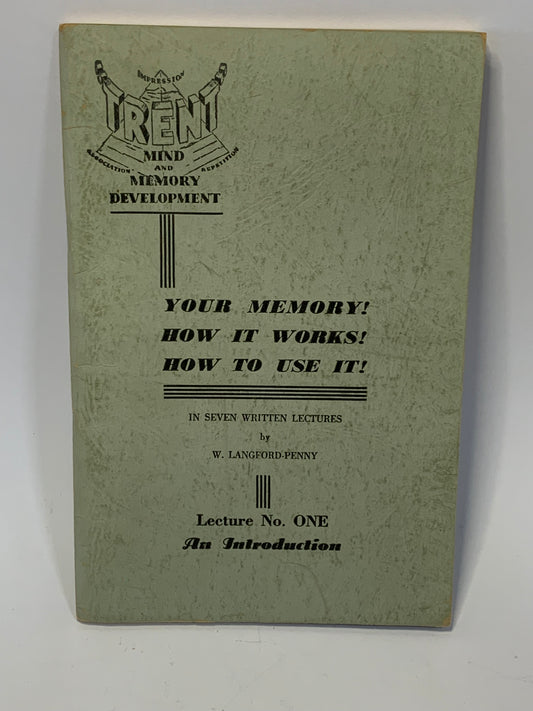 IMPRESSION
TRENT
ASSOCIATION REPETITION
MIND
AND
MEMORY
DEVELOPMENT
YOUR MEMORY!
HOW IT WORKS!
HOW TO USE IT!
IN SEVEN WRITTEN LECTURES
by
W. LANGFORD-PENNY
Lecture No. ONE
An Introduction